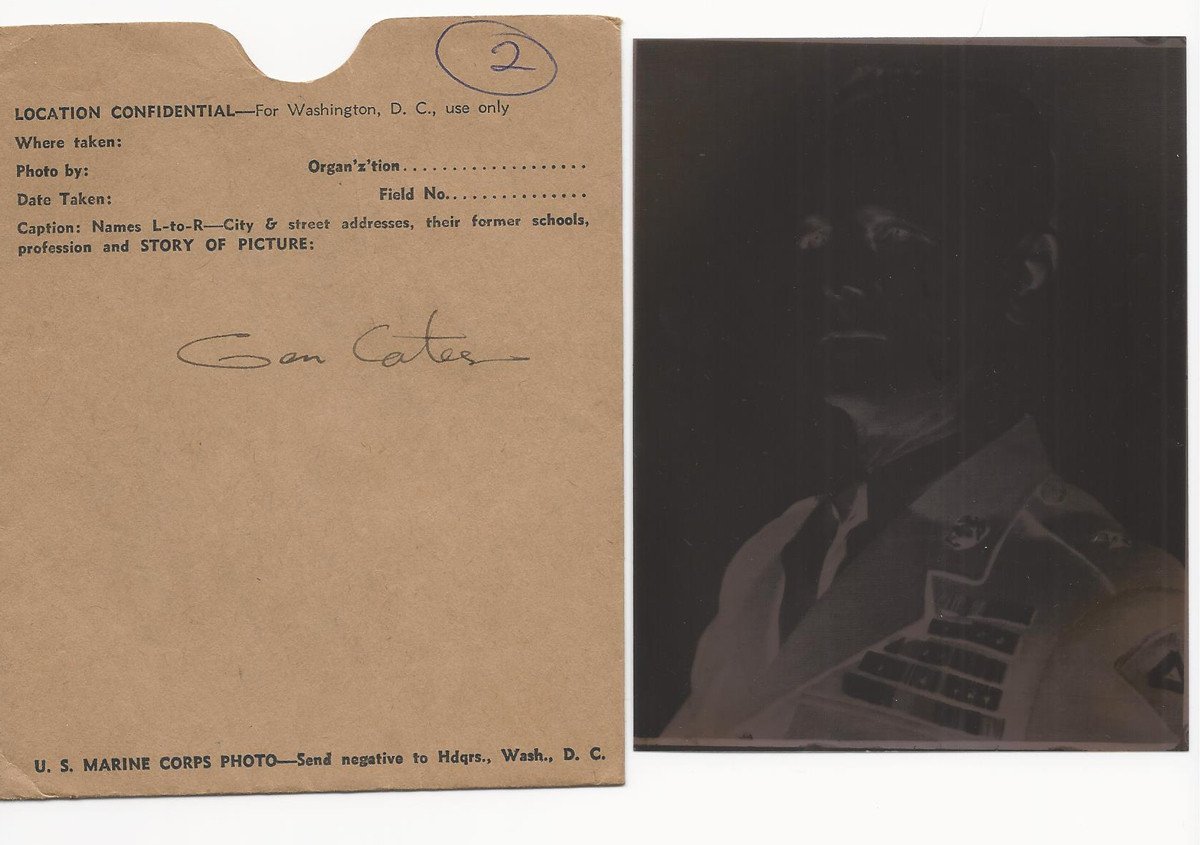 2
LOCATION CONFIDENTIAL—For Washington, D. C., use only
Where taken:
Photo by: Organ'z'tion...................
Date Taken: Field No...............
Caption: Names L-to-R—City & street addresses, their former schools,
profession and STORY OF PICTURE:
Gen Cates
U. S. MARINE CORPS PHOTO—Send negative to Hdqrs., Wash., D. C.